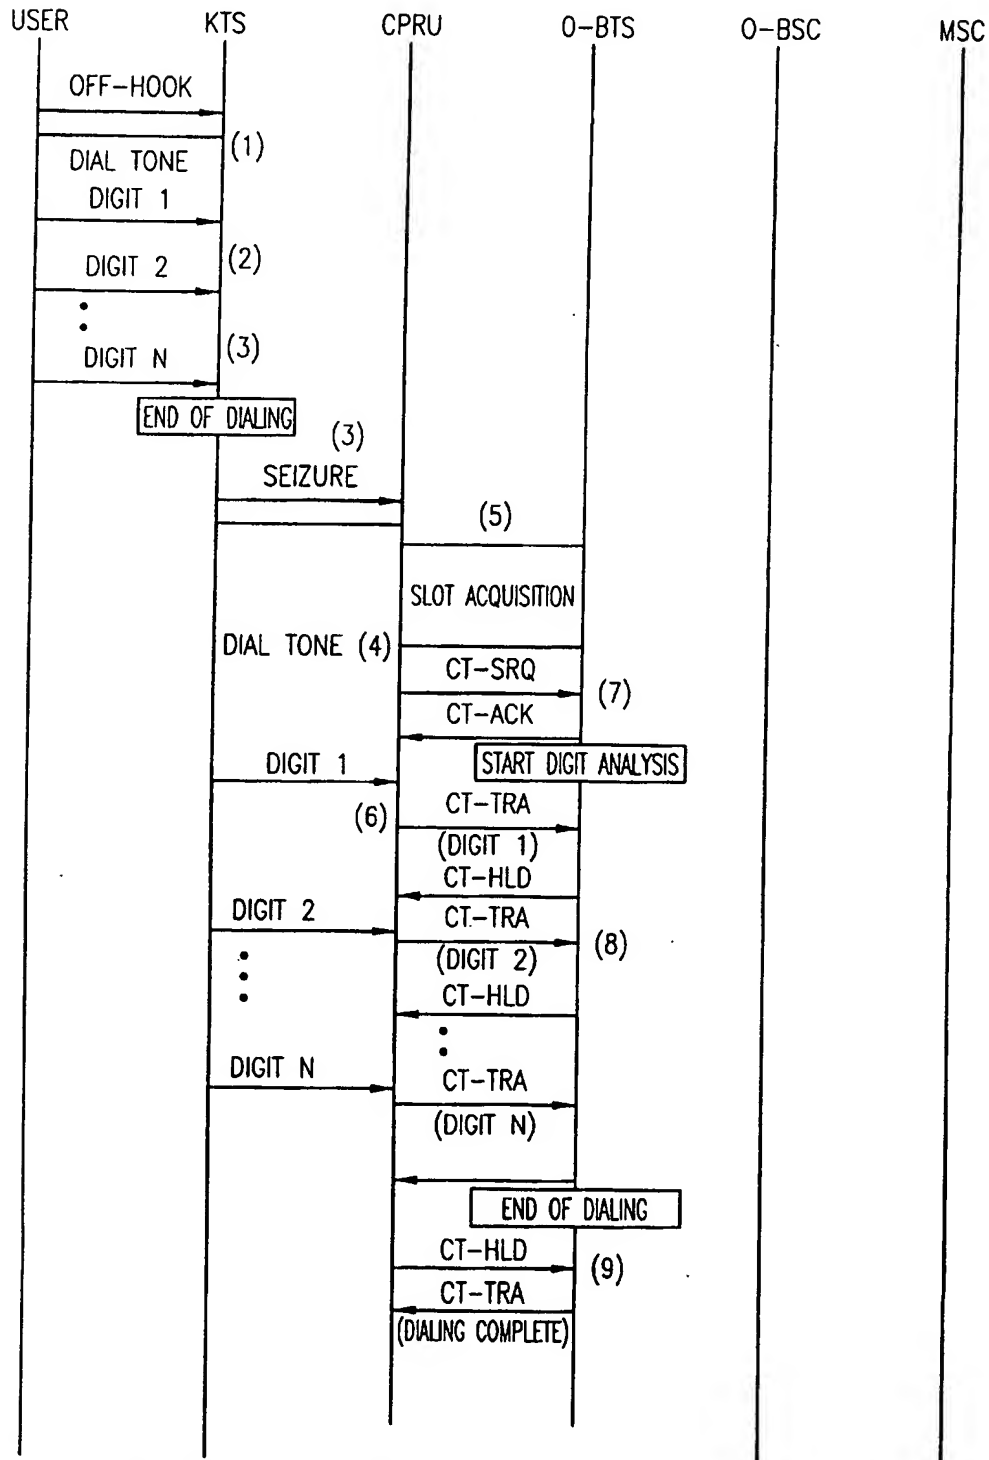 USER KTS CPRU O-BTS O-BSC MSC
OFF-HOOK
(1)
DIAL TONE
DIGIT 1
DIGIT 2 (2)
DIGIT N (3)
END OF DIALING
(3)
SEIZURE
(5)
SLOT ACQUISITION
DIAL TONE (4)
CT-SRQ
(7)
CT-ACK
DIGIT 1 START DIGIT ANALYSIS
CT-TRA
(6)
(DIGIT 1)
CT-HLD
DIGIT 2 CT-TRA
(8)
(DIGIT 2)
CT-HLD
DIGIT N CT-TRA
(DIGIT N)
END OF DIALING
CT-HLD
(9)
CT-TRA
(DIALING COMPLETE)